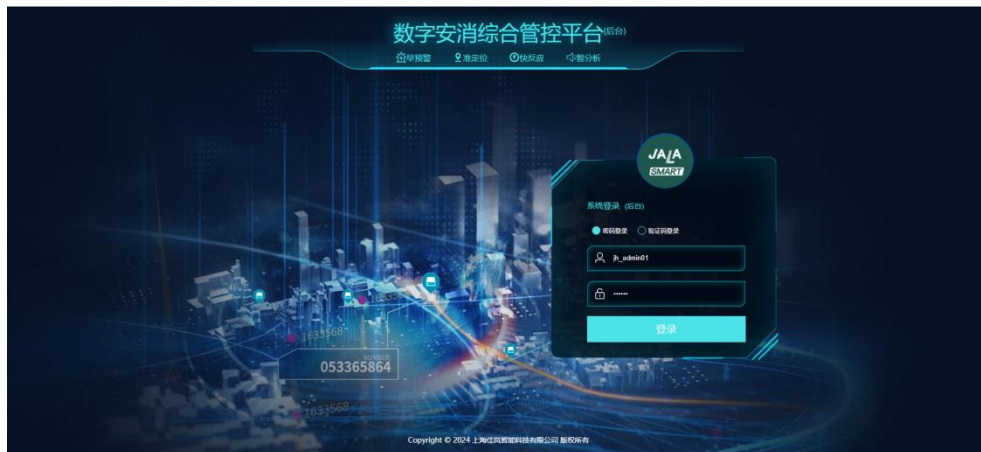 数字安消综合管控平台(后台)
早预警 准定位 快反应 智分析
JALA
SMART
系统登录 (后台)
密码登录 验证码登录
jh_admin01
······
登录
1633568
NUMBER
053365864
1633568
Copyright © 2024 上海佳岚智能科技有限公司 版权所有